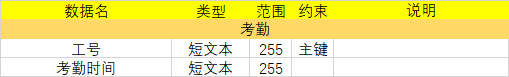 数据名 类型 范围 约束 说明
考勤
工号 短文本 255 主键
考勤时间 短文本 255